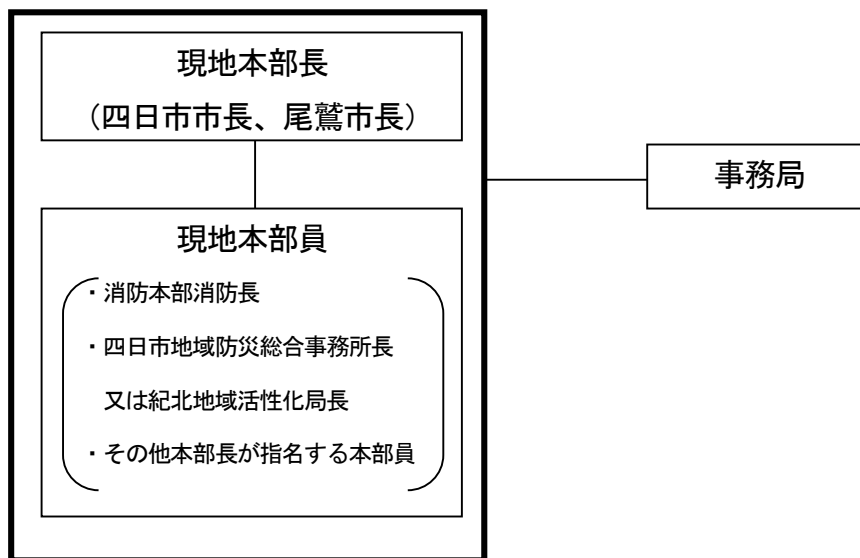 現地本部長
（四日市市長、尾鷲市長）
事務局
現地本部員
・消防本部消防長
・四日市地域防災総合事務所長
又は紀北地域活性化局長
・その他本部長が指名する本部員